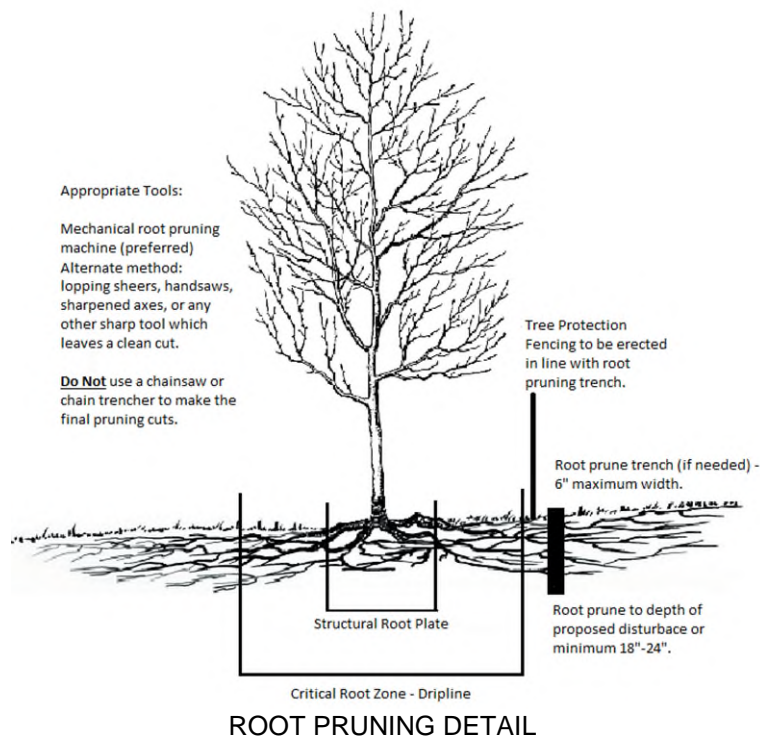 Appropriate Tools:
Mechanical root pruning
machine (preferred)
Alternate method:
lopping sheers, handsaws,
sharpened axes, or any
other sharp tool which
leaves a clean cut.
Do Not use a chainsaw or
chain trencher to make the
final pruning cuts.
Tree Protection
Fencing to be erected
in line with root
pruning trench.
Root prune trench (if needed) -
6" maximum width.
Root prune to depth of
proposed disturbace or
minimum 18"-24".
Structural Root Plate
Critical Root Zone - Dripline
ROOT PRUNING DETAIL